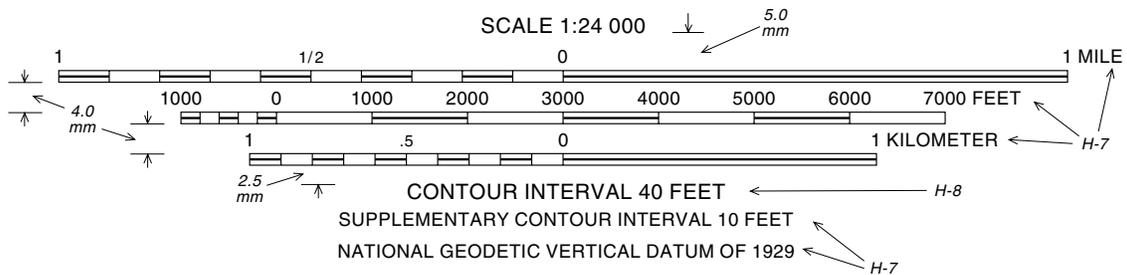 SCALE 1:24 000
5.0 mm
1 1/2 0 1 MILE
1000 0 1000 2000 3000 4000 5000 6000 7000 FEET
4.0 mm
1 .5 0 1 KILOMETER
H-7
2.5 mm
CONTOUR INTERVAL 40 FEET
H-8
SUPPLEMENTARY CONTOUR INTERVAL 10 FEET
NATIONAL GEODETIC VERTICAL DATUM OF 1929
H-7